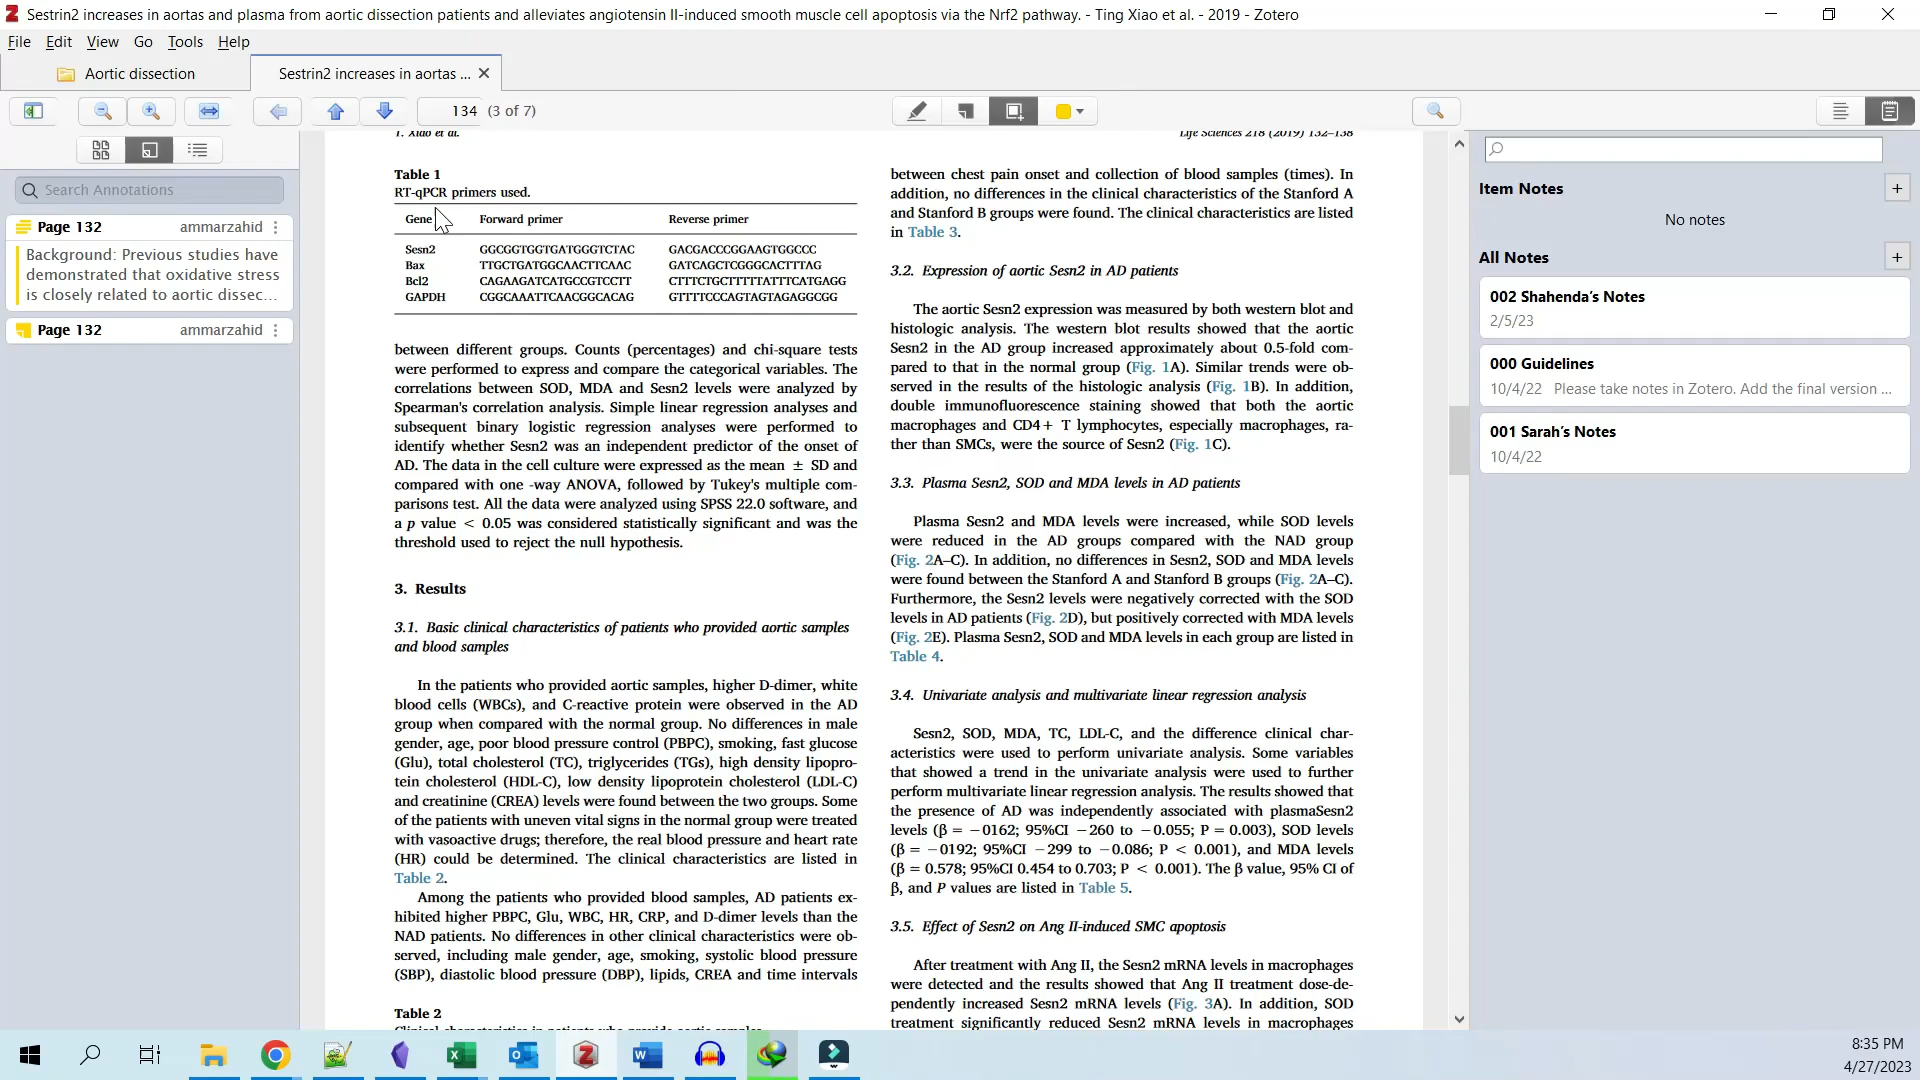 Sestrin2 increases in aortas and plasma from aortic dissection patients and alleviates angiotensin II-induced smooth muscle cell apoptosis via the Nrf2 pathway. - Ting Xiao et al. - 2019 - Zotero
File Edit View Go Tools Help
Aortic dissection
Sestrin2 increases in aortas ...
134 (3 of 7)
Search Annotations
Page 132 ammarzahid
Background: Previous studies have
demonstrated that oxidative stress
is closely related to aortic dissec...
Page 132 ammarzahid
T. Xiao et al.
Life Sciences 218 (2019) 132–138
Table 1
RT-qPCR primers used.
Gene Forward primer Reverse primer
Sesn2 GGCGGTGGTGATGGGTCTAC GACGACCCGGAAGTGGCCC
Bax TTGCTGATGGCAACTTCAAC GATCAGCTCGGGCACTTTAG
Bcl2 CAGAAGATCATGCCGTCCTT CTTTCTGCTTTTTATTTCATGAGG
GAPDH CGGCAAATTCAACGGCACAG GTTTTCCCAGTAGTAGAGGCGG
between different groups. Counts (percentages) and chi-square tests
were performed to express and compare the categorical variables. The
correlations between SOD, MDA and Sesn2 levels were analyzed by
Spearman's correlation analysis. Simple linear regression analyses and
subsequent binary logistic regression analyses were performed to
identify whether Sesn2 was an independent predictor of the onset of
AD. The data in the cell culture were expressed as the mean ± SD and
compared with one -way ANOVA, followed by Tukey's multiple com-
parisons test. All the data were analyzed using SPSS 22.0 software, and
a p value < 0.05 was considered statistically significant and was the
threshold used to reject the null hypothesis.
3. Results
3.1. Basic clinical characteristics of patients who provided aortic samples
and blood samples
In the patients who provided aortic samples, higher D-dimer, white
blood cells (WBCs), and C-reactive protein were observed in the AD
group when compared with the normal group. No differences in male
gender, age, poor blood pressure control (PBPC), smoking, fast glucose
(Glu), total cholesterol (TC), triglycerides (TGs), high density lipopro-
tein cholesterol (HDL-C), low density lipoprotein cholesterol (LDL-C)
and creatinine (CREA) levels were found between the two groups. Some
of the patients with uneven vital signs in the normal group were treated
with vasoactive drugs; therefore, the real blood pressure and heart rate
(HR) could be determined. The clinical characteristics are listed in
Table 2.
Among the patients who provided blood samples, AD patients ex-
hibited higher PBPC, Glu, WBC, HR, CRP, and D-dimer levels than the
NAD patients. No differences in other clinical characteristics were ob-
served, including male gender, age, smoking, systolic blood pressure
(SBP), diastolic blood pressure (DBP), lipids, CREA and time intervals
Table 2
Clinical characteristics in patients who provide aortic samples.
between chest pain onset and collection of blood samples (times). In
addition, no differences in the clinical characteristics of the Stanford A
and Stanford B groups were found. The clinical characteristics are listed
in Table 3.
3.2. Expression of aortic Sesn2 in AD patients
The aortic Sesn2 expression was measured by both western blot and
histologic analysis. The western blot results showed that the aortic
Sesn2 in the AD group increased approximately about 0.5-fold com-
pared to that in the normal group (Fig. 1A). Similar trends were ob-
served in the results of the histologic analysis (Fig. 1B). In addition,
double immunofluorescence staining showed that both the aortic
macrophages and CD4+ T lymphocytes, especially macrophages, ra-
ther than SMCs, were the source of Sesn2 (Fig. 1C).
3.3. Plasma Sesn2, SOD and MDA levels in AD patients
Plasma Sesn2 and MDA levels were increased, while SOD levels
were reduced in the AD groups compared with the NAD group
(Fig. 2A–C). In addition, no differences in Sesn2, SOD and MDA levels
were found between the Stanford A and Stanford B groups (Fig. 2A–C).
Furthermore, the Sesn2 levels were negatively corrected with the SOD
levels in AD patients (Fig. 2D), but positively corrected with MDA levels
(Fig. 2E). Plasma Sesn2, SOD and MDA levels in each group are listed in
Table 4.
3.4. Univariate analysis and multivariate linear regression analysis
Sesn2, SOD, MDA, TC, LDL-C, and the difference clinical char-
acteristics were used to perform univariate analysis. Some variables
that showed a trend in the univariate analysis were used to further
perform multivariate linear regression analysis. The results showed that
the presence of AD was independently associated with plasmaSesn2
levels (β = −0162; 95%CI −260 to −0.055; P = 0.003), SOD levels
(β = −0192; 95%CI −299 to −0.086; P < 0.001), and MDA levels
(β = 0.578; 95%CI 0.454 to 0.703; P < 0.001). The β value, 95% CI of
β, and P values are listed in Table 5.
3.5. Effect of Sesn2 on Ang II-induced SMC apoptosis
After treatment with Ang II, the Sesn2 mRNA levels in macrophages
were detected and the results showed that Ang II treatment dose-de-
pendently increased Sesn2 mRNA levels (Fig. 3A). In addition, SOD
treatment significantly reduced Sesn2 mRNA levels in macrophages
Item Notes
No notes
All Notes
002 Shahenda's Notes
2/5/23
000 Guidelines
10/4/22 Please take notes in Zotero. Add the final version ...
001 Sarah's Notes
10/4/22
8:35 PM
4/27/2023